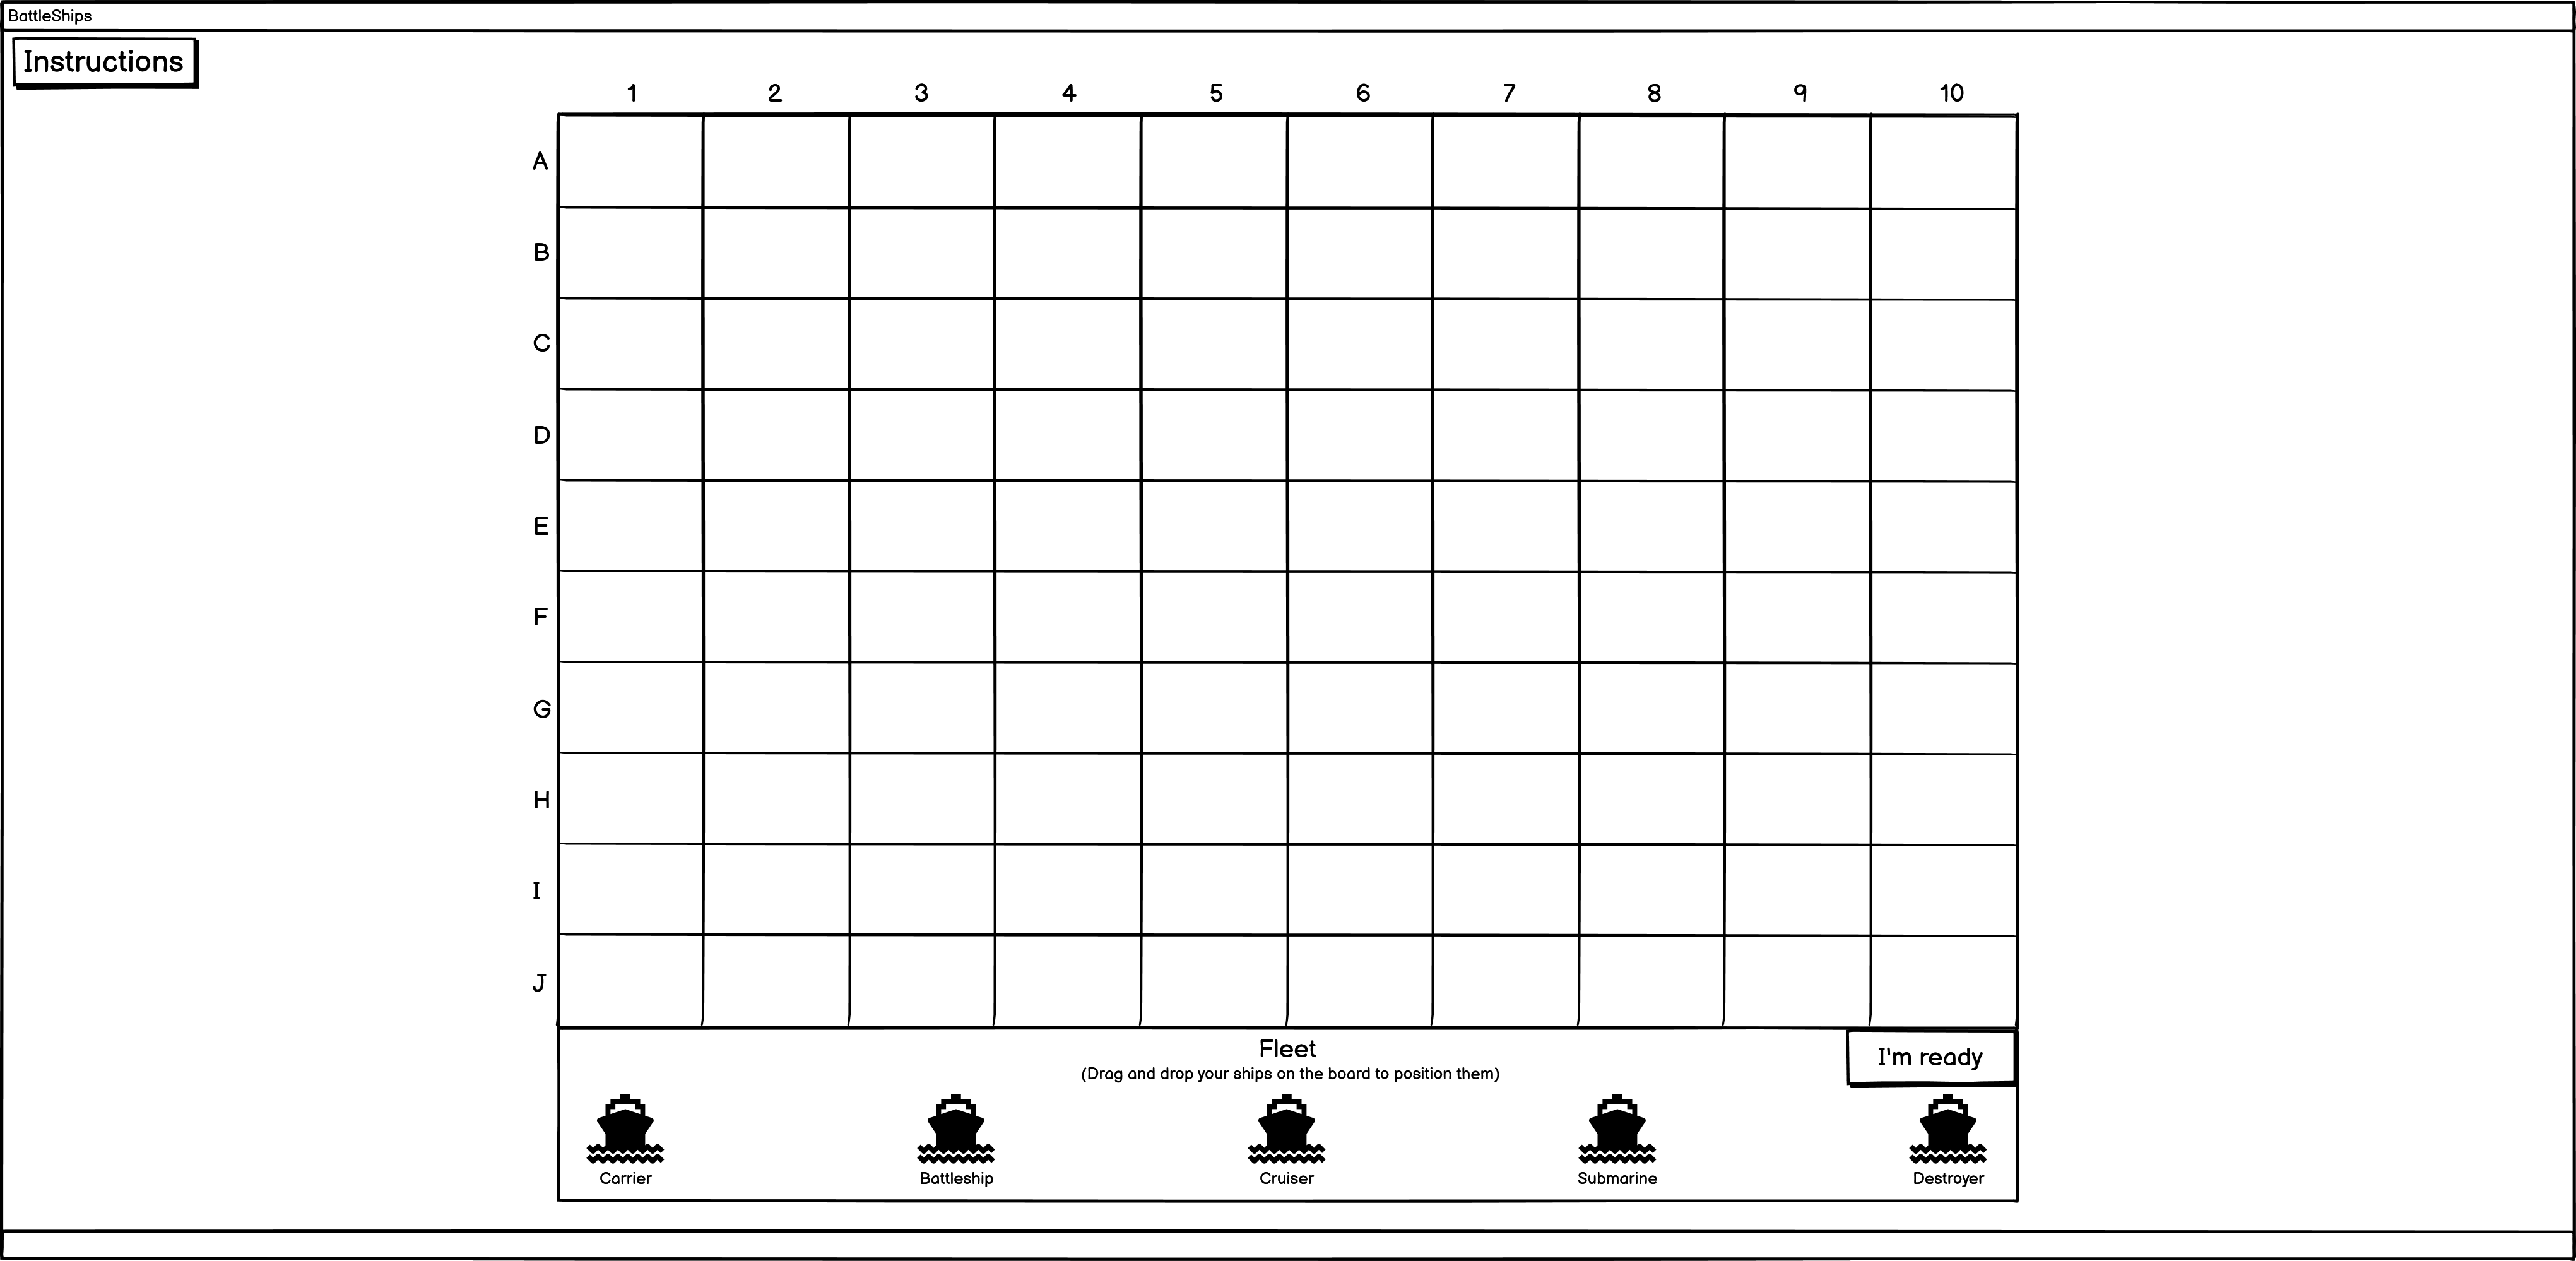 BattleShips
Instructions
1 2 3 4 5 6 7 8 9 10
A
B
C
D
E
F
G
H
I
J
Fleet
(Drag and drop your ships on the board to position them)
I'm ready
Carrier Battleship Cruiser Submarine Destroyer